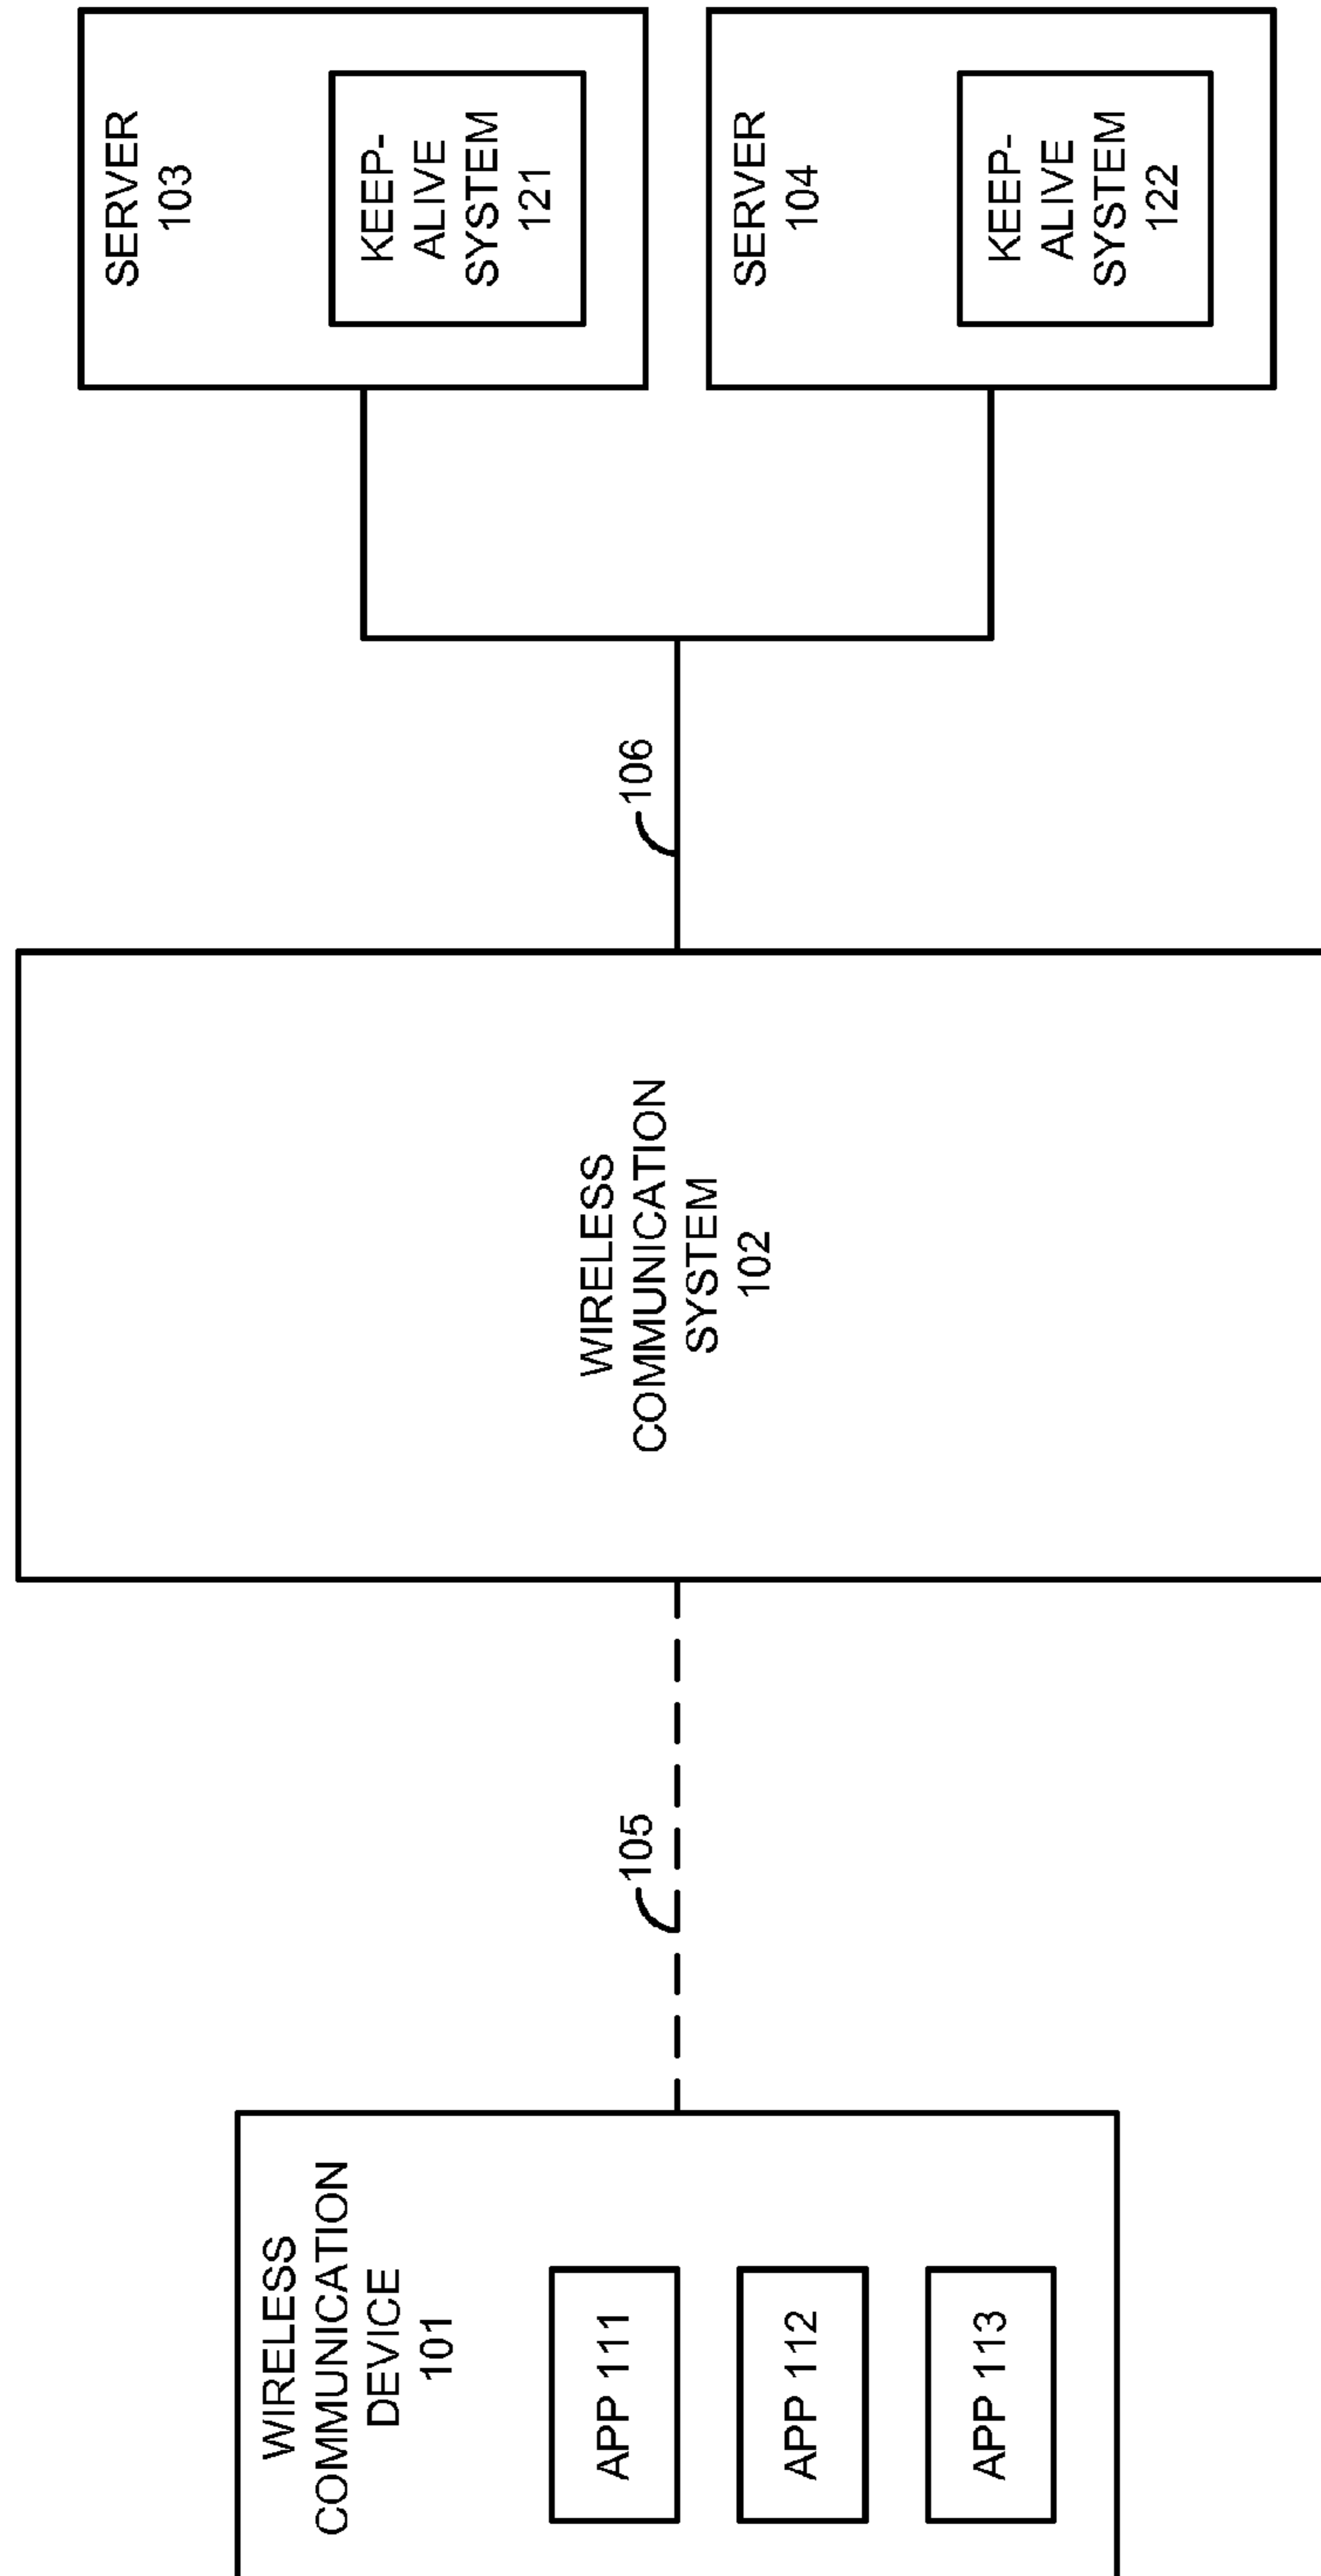 WIRELESS
COMMUNICATION
DEVICE
101
APP 111
APP 112
APP 113
105
WIRELESS
COMMUNICATION
SYSTEM
102
106
SERVER
103
KEEP-
ALIVE
SYSTEM
121
SERVER
104
KEEP-
ALIVE
SYSTEM
122